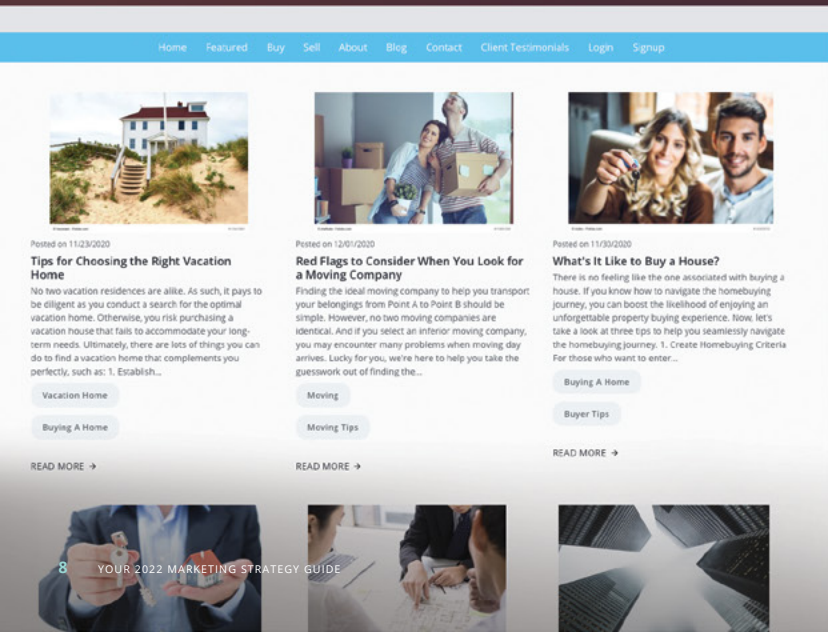 Home Featured Buy Sell About Blog Contact Client Testimonials Login Signup
Posted on 11/23/2020
Tips for Choosing the Right Vacation
Home
No two vacation residences are alike. As such, it pays to
be diligent as you conduct a search for the optimal
vacation home. Otherwise, you risk purchasing a
vacation house that fails to accommodate your long-
term needs. Ultimately, there are lots of things you can
do to find a vacation home that complements you
perfectly, such as: 1. Establish...
Vacation Home
Buying A Home
READ MORE →
Posted on 12/01/2020
Red Flags to Consider When You Look for
a Moving Company
Finding the ideal moving company to help you transport
your belongings from Point A to Point B should be
simple. However, no two moving companies are
identical. And if you select an inferior moving company,
you may encounter many problems when moving day
arrives. Lucky for you, we're here to help you take the
guesswork out of finding the...
Moving
Moving Tips
READ MORE →
Posted on 11/30/2020
What's It Like to Buy a House?
There is no feeling like the one associated with buying a
house. If you know how to navigate the homebuying
journey, you can boost the likelihood of enjoying an
unforgettable property buying experience. Now, let's
take a look at three tips to help you seamlessly navigate
the homebuying journey. 1. Create Homebuying Criteria
For those who want to enter...
Buying A Home
Buyer Tips
READ MORE →
8 YOUR 2022 MARKETING STRATEGY GUIDE